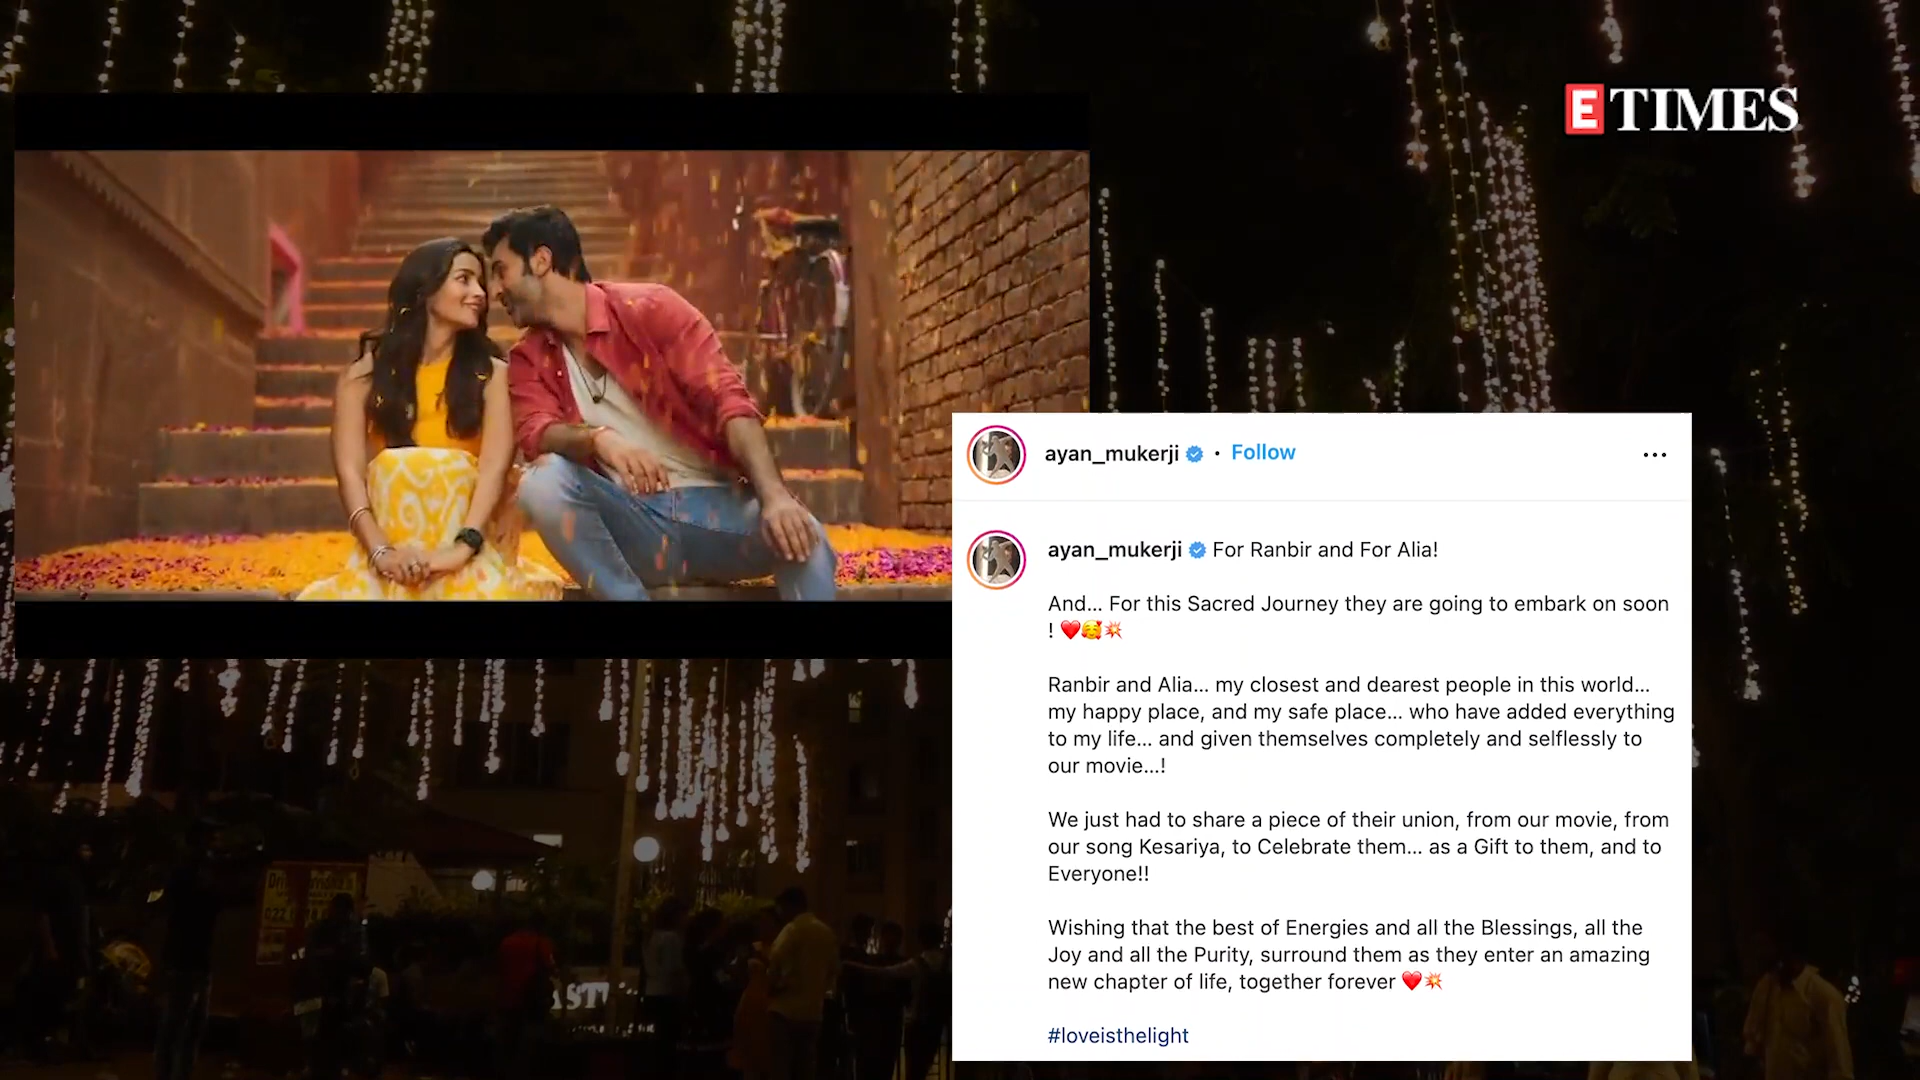 E TIMES
ayan_mukerji • Follow
ayan_mukerji For Ranbir and For Alia!
And... For this Sacred Journey they are going to embark on soon
! ❤️🥰💥
Ranbir and Alia... my closest and dearest people in this world...
my happy place, and my safe place... who have added everything
to my life... and given themselves completely and selflessly to
our movie...!
We just had to share a piece of their union, from our movie, from
our song Kesariya, to Celebrate them... as a Gift to them, and to
Everyone!!
Wishing that the best of Energies and all the Blessings, all the
Joy and all the Purity, surround them as they enter an amazing
new chapter of life, together forever ❤️💥
#loveisthelight